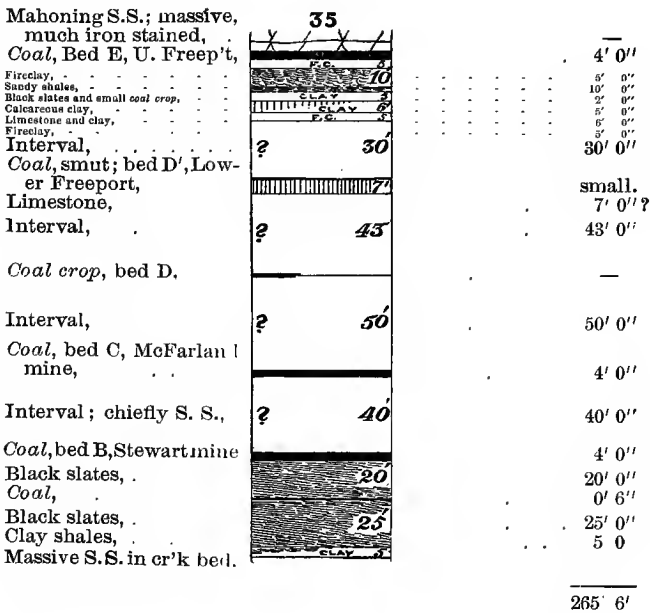 35
Mahoning S.S.; massive,
much iron stained, . —
Coal, Bed E, U. Freep't, 4' 0"
F.C. 5
Fireclay, - - - - - 5' 0"
Sandy shales, - - - - - 10 10' 0"
Black slates and small coal crop, - - 2' 0"
CLAY 5
Calcareous clay, - - - - 5' 0"
CLAY 6'
Limestone and clay, - - - - 6' 0"
F.C. 5
Fireclay, - - - - - 5' 0"
Interval, . . . . . ? 30' 30' 0"
Coal, smut; bed D', Low-
er Freeport, small.
Limestone, 7' . 7' 0"?
Interval, . ? 43' . 43' 0"
Coal crop, bed D. . —
Interval, ? 50' . 50' 0"
Coal, bed C, McFarlan
mine, . . . 4' 0"
Interval; chiefly S. S., ? 40' 40' 0"
Coal, bed B, Stewart mine 4' 0"
Black slates, . 20' 20' 0"
Coal, . . 0' 6"
Black slates, . 25' . 25' 0"
Clay shales, . . . . 5 0
Massive S.S. in cr'k bed. CLAY 5
265' 6'